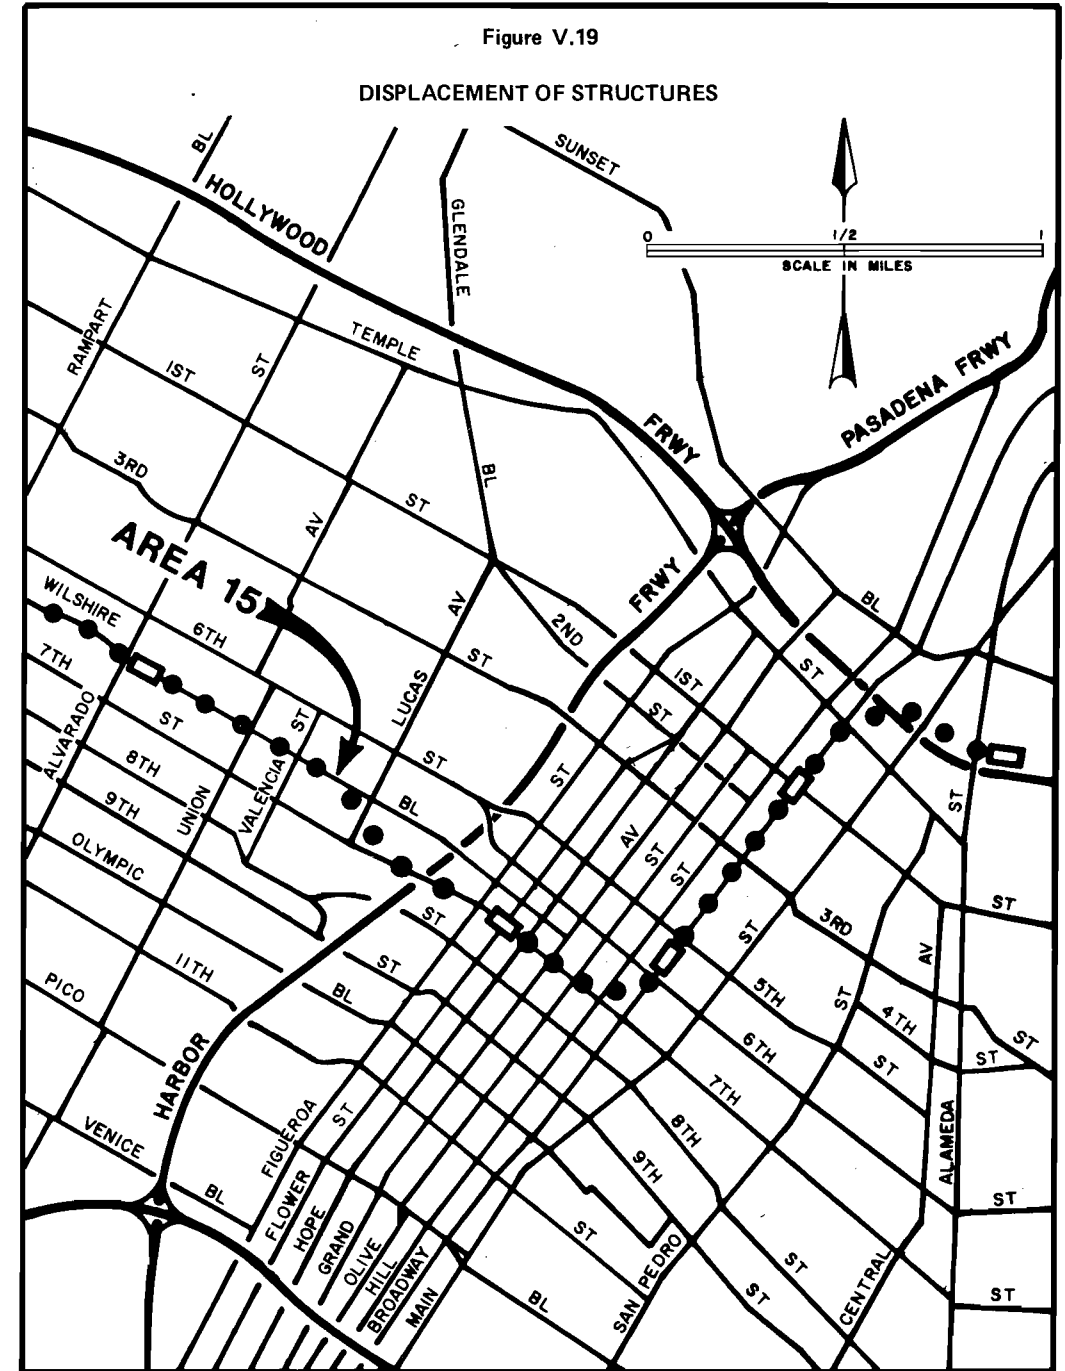 Figure V.19
DISPLACEMENT OF STRUCTURES
BL
SUNSET
HOLLYWOOD
GLENDALE
0 1/2 1
SCALE IN MILES
RAMPART
ST
TEMPLE
1ST
PASADENA FRWY
FRWY
3RD
BL
ST
AV
AREA 15
FRWY
WILSHIRE
6TH
AV
2ND
BL
7TH
ST
ST
1ST
ST
ALVARADO
ST
ST
LUCAS
ST
8TH
VALENCIA
ST
ST
9TH
UNION
BL
AV
ST
ST
ST
OLYMPIC
ST
3RD
ST
ST
AV
PICO
11TH
ST
BL
5TH
ST
4TH
ST
HARBOR
6TH
ST
ST
7TH
VENICE
FIGUEROA
ST
8TH
ALAMEDA
9TH
BL
FLOWER
HOPE
GRAND
OLIVE
HILL
BROADWAY
MAIN
ST
ST
SAN PEDRO
ST
CENTRAL
BL
ST
ST